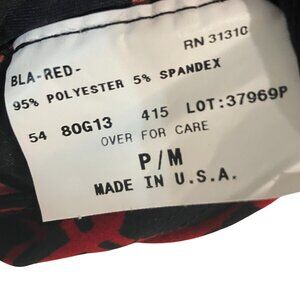 RN 31310
BLA-RED-
95% POLYESTER 5% SPANDEX
54 80G13 415 LOT:37969P
OVER FOR CARE
P/M
MADE IN U.S.A.